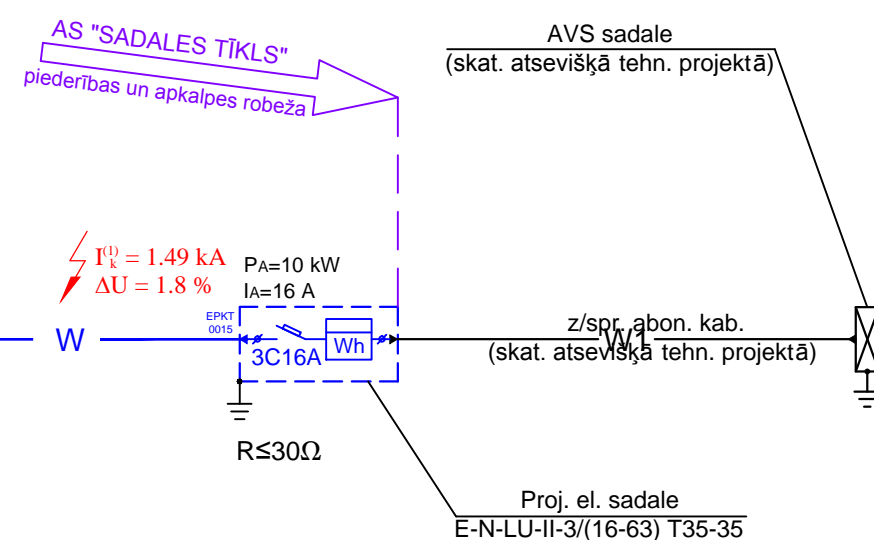 AS "SADALES TĪKLS"
piederības un apkalpes robeža
AVS sadale
(skat. atsevišķā tehn. projektā)
I(1)k = 1.49 kA
ΔU = 1.8 %
PA=10 kW
IA=16 A
EPKT
0015
W
3C16A
Wh
z/spr. abon. kab.
W1
(skat. atsevišķā tehn. projektā)
R≤30Ω
Proj. el. sadale
E-N-LU-II-3/(16-63) T35-35